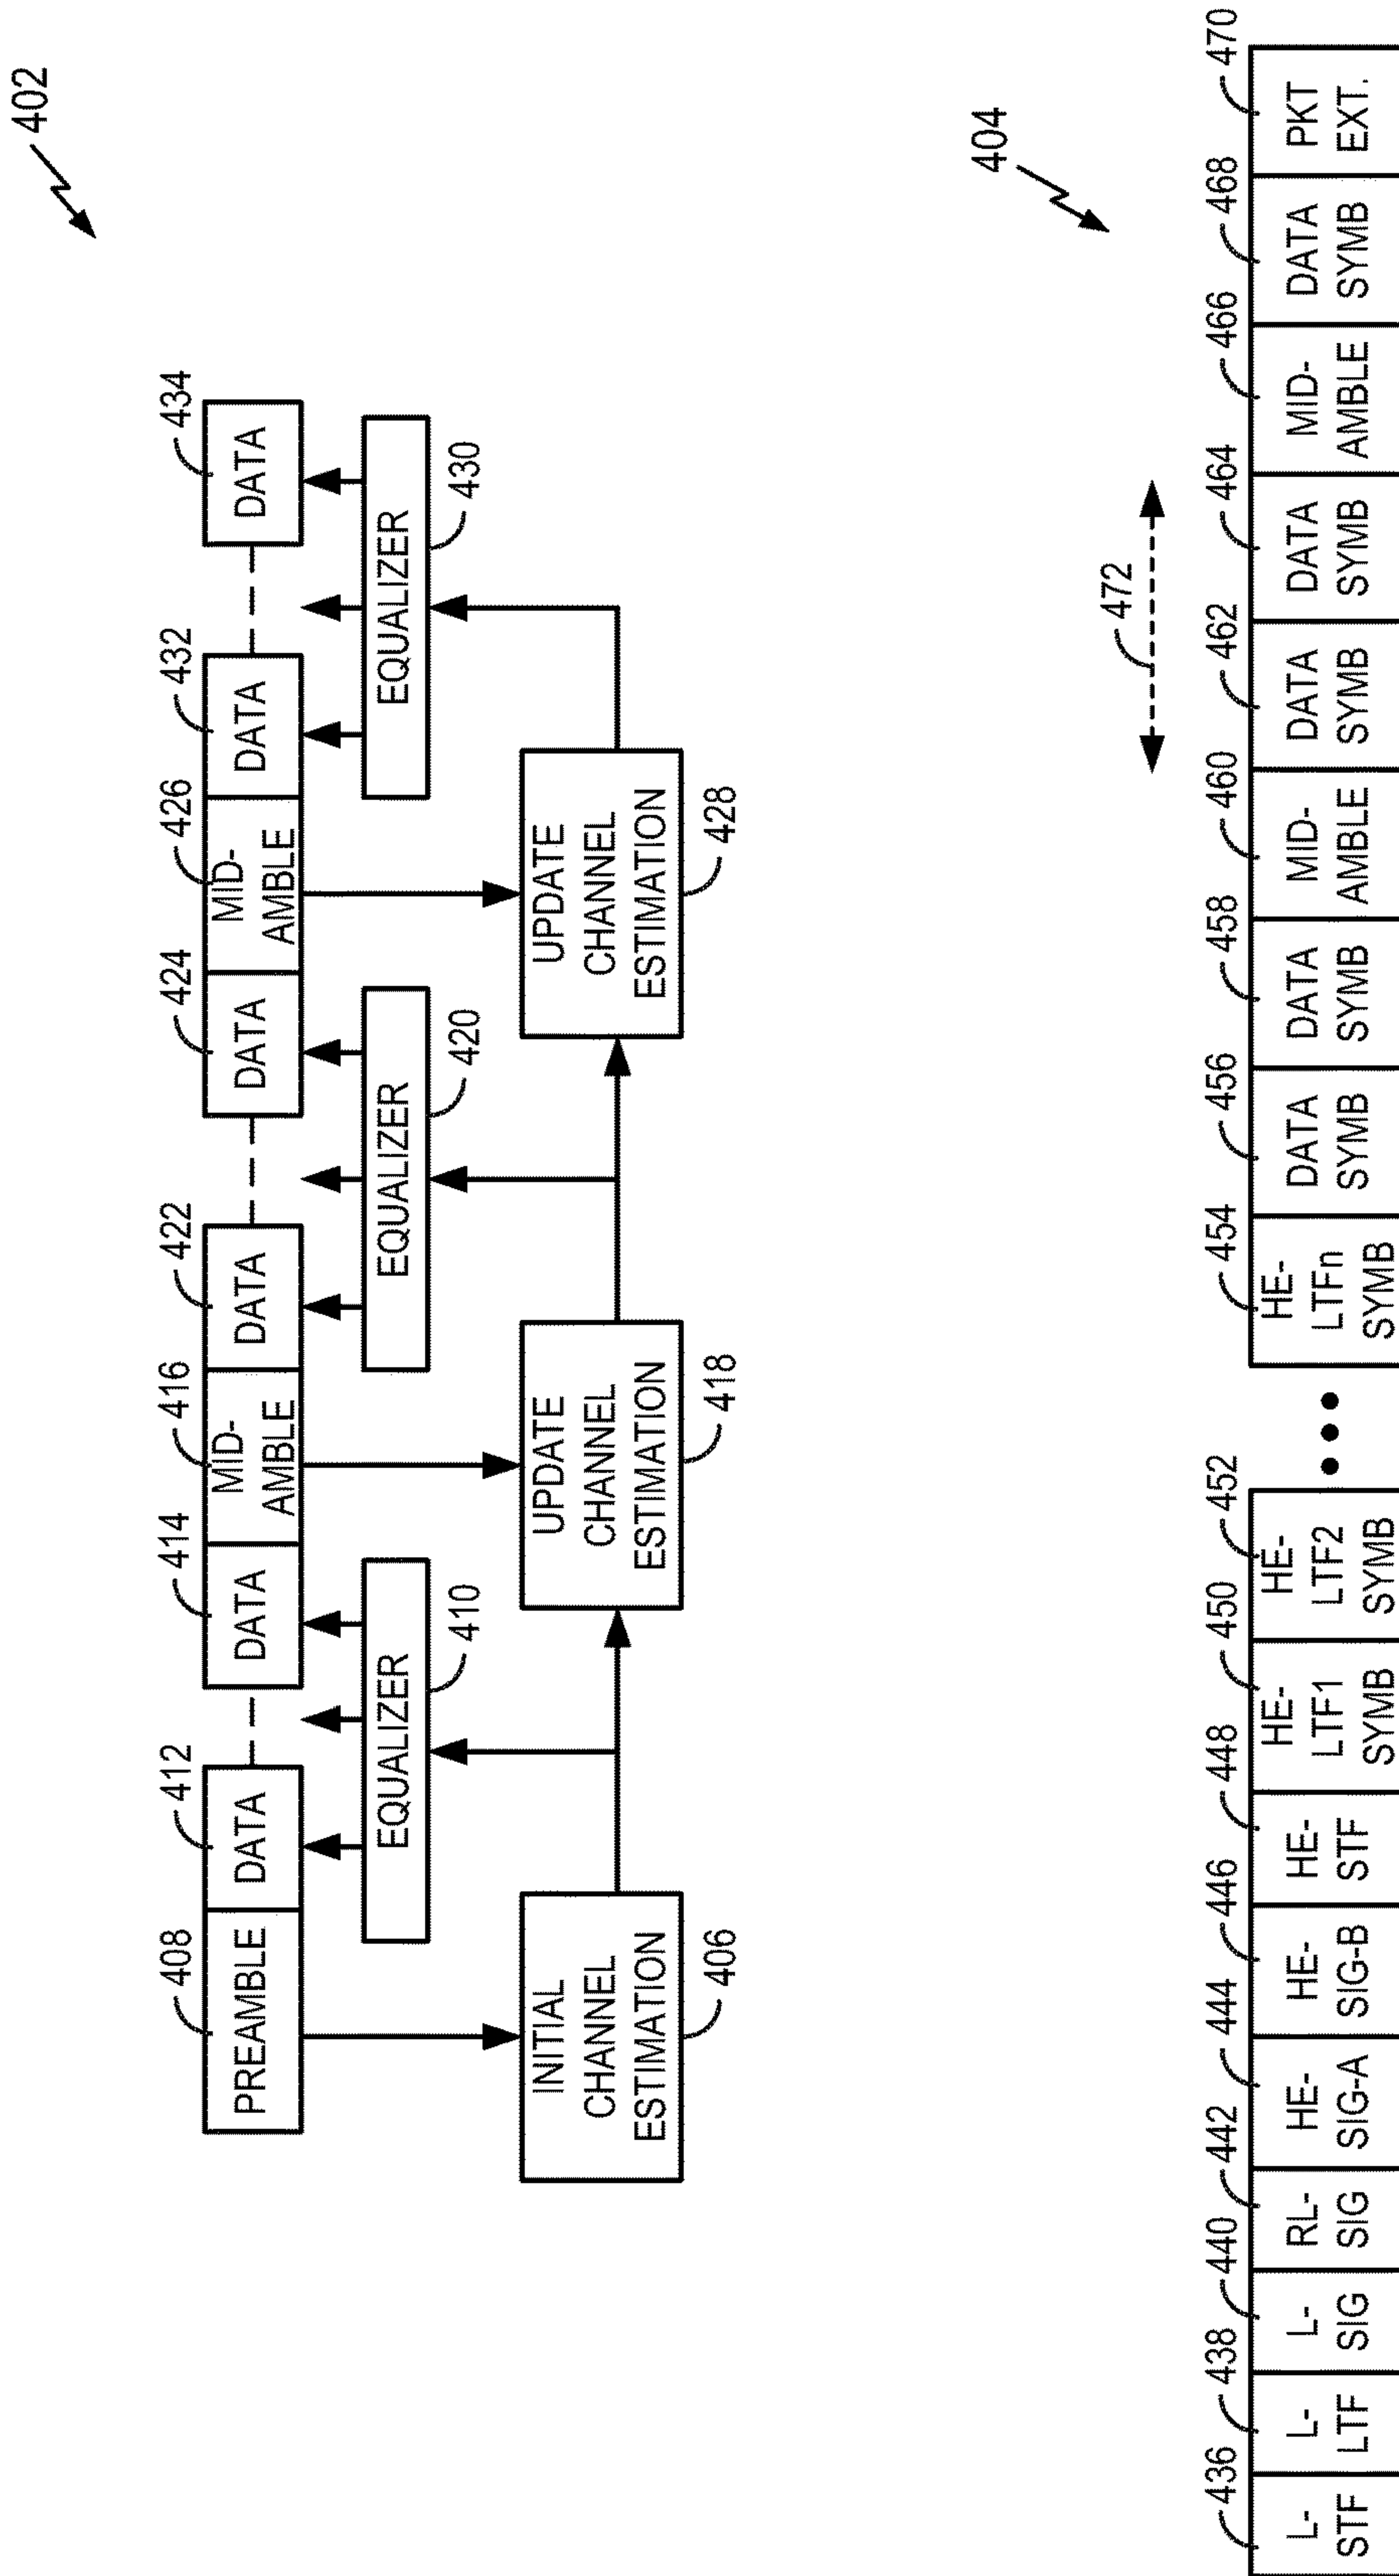 402
408
412
414
416
422
424
426
432
434
PREAMBLE
DATA
DATA
MID-
AMBLE
DATA
DATA
MID-
AMBLE
DATA
DATA
EQUALIZER
410
EQUALIZER
420
EQUALIZER
430
INITIAL
CHANNEL
ESTIMATION
406
UPDATE
CHANNEL
ESTIMATION
418
UPDATE
CHANNEL
ESTIMATION
428
404
472
436
438
440
442
444
446
448
450
452
454
456
458
460
462
464
466
468
470
L-
STF
L-
LTF
L-
SIG
RL-
SIG
HE-
SIG-A
HE-
SIG-B
HE-
STF
HE-
LTF1
SYMB
HE-
LTF2
SYMB
HE-
LTFn
SYMB
DATA
SYMB
DATA
SYMB
MID-
AMBLE
DATA
SYMB
DATA
SYMB
MID-
AMBLE
DATA
SYMB
PKT
EXT.